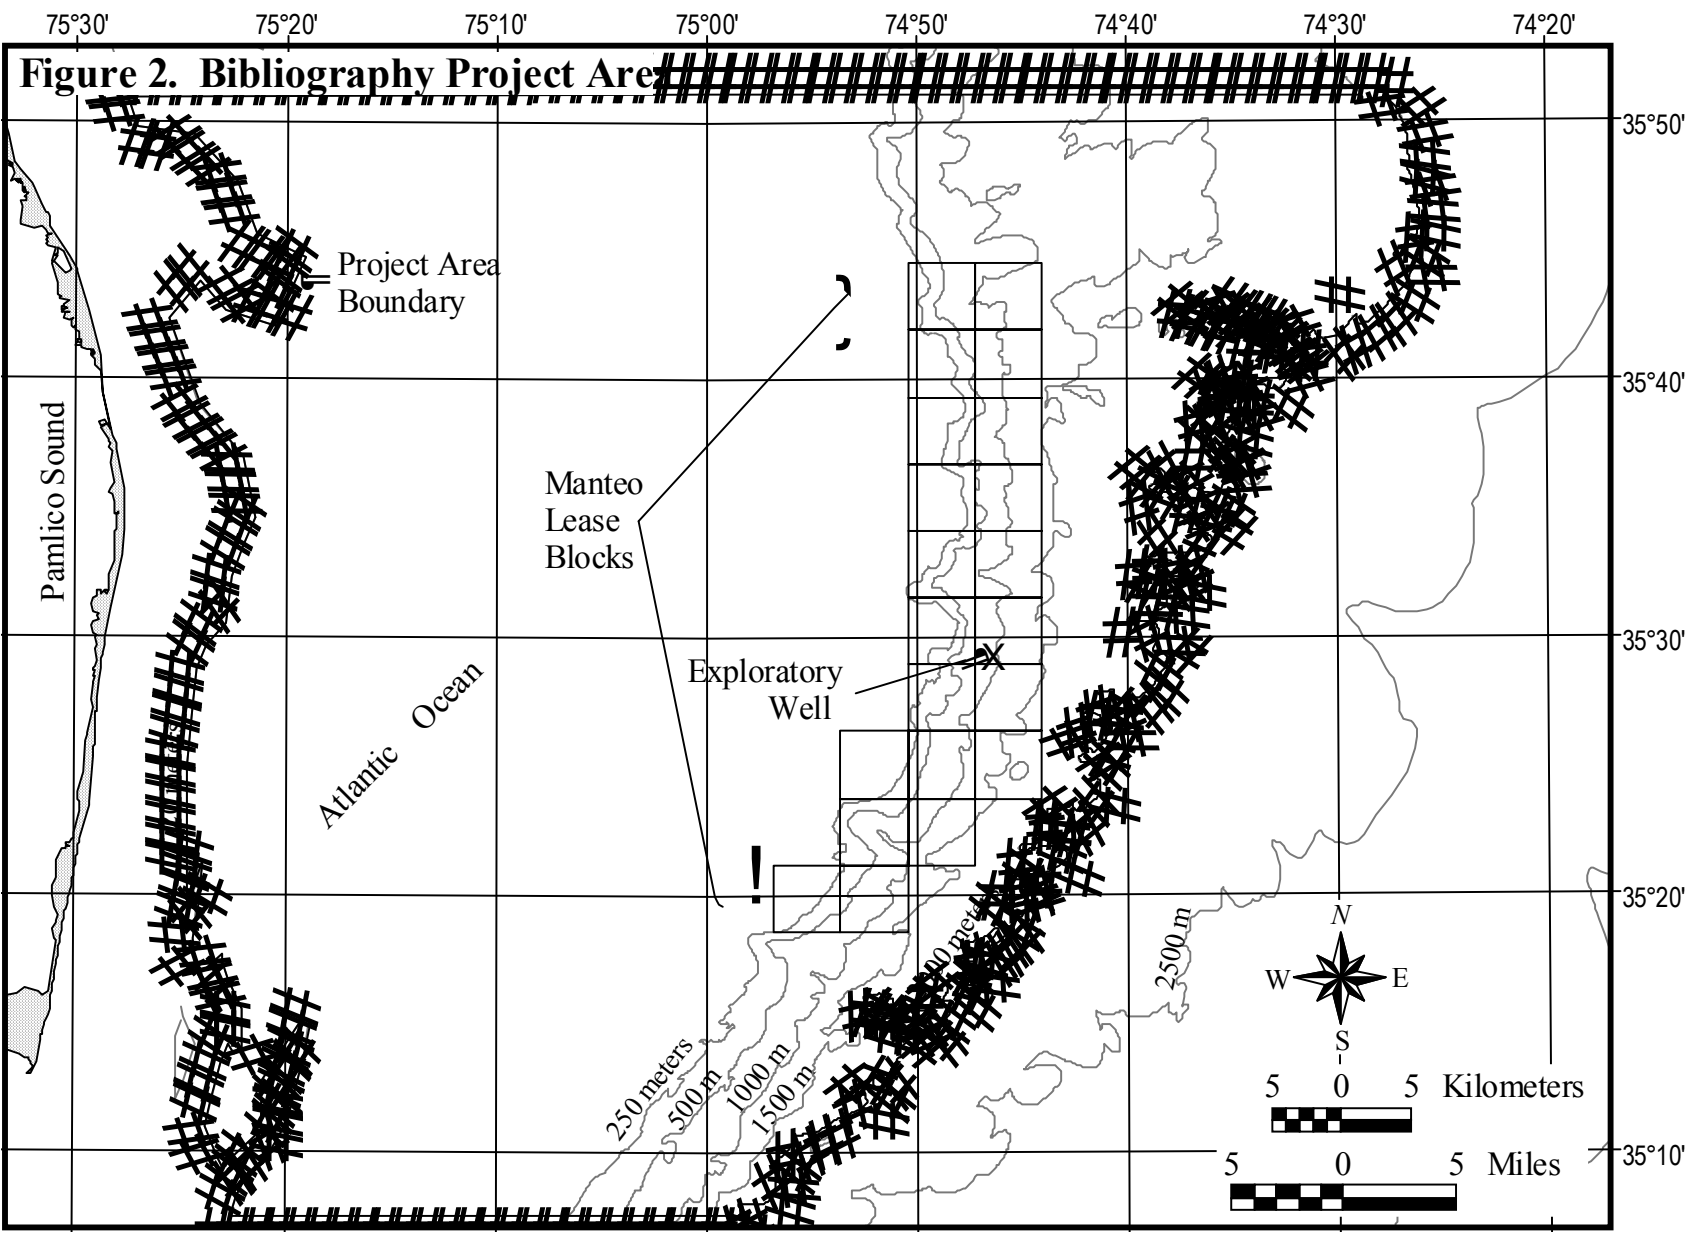 75°30' 75°20' 75°10' 75°00' 74°50' 74°40' 74°30' 74°20'
Figure 2. Bibliography Project Area
35°50'
Project Area
Boundary
35°40'
Pamlico Sound
Manteo
Lease
Blocks
35°30'
Exploratory
Well
Atlantic Ocean
!
35°20'
2500 m
N
W E
S
250 meters
500 m
1000 m
1500 m
5 0 5 Kilometers
35°10'
5 0 5 Miles